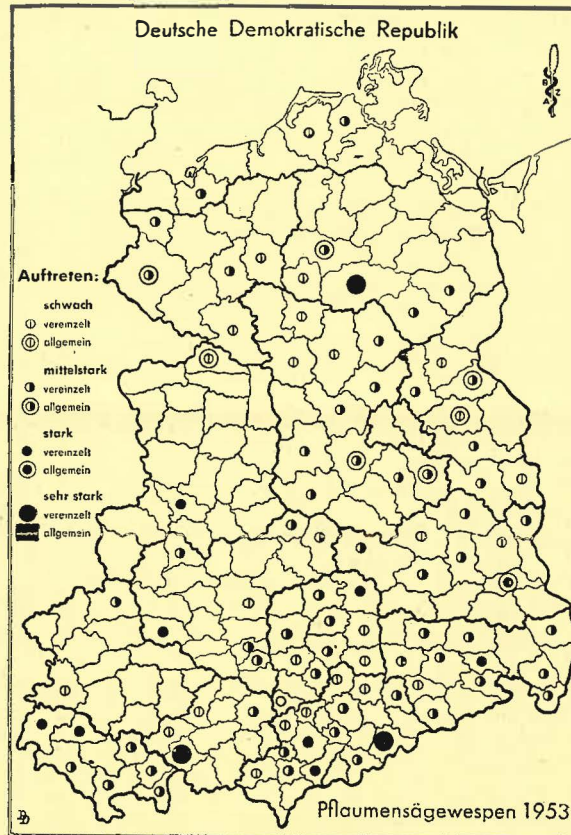 Deutsche Demokratische Republik
Auftreten:
schwach
vereinzelt
allgemein
mittelstark
vereinzelt
allgemein
stark
vereinzelt
allgemein
sehr stark
vereinzelt
allgemein
Pflaumensägewespen 1953